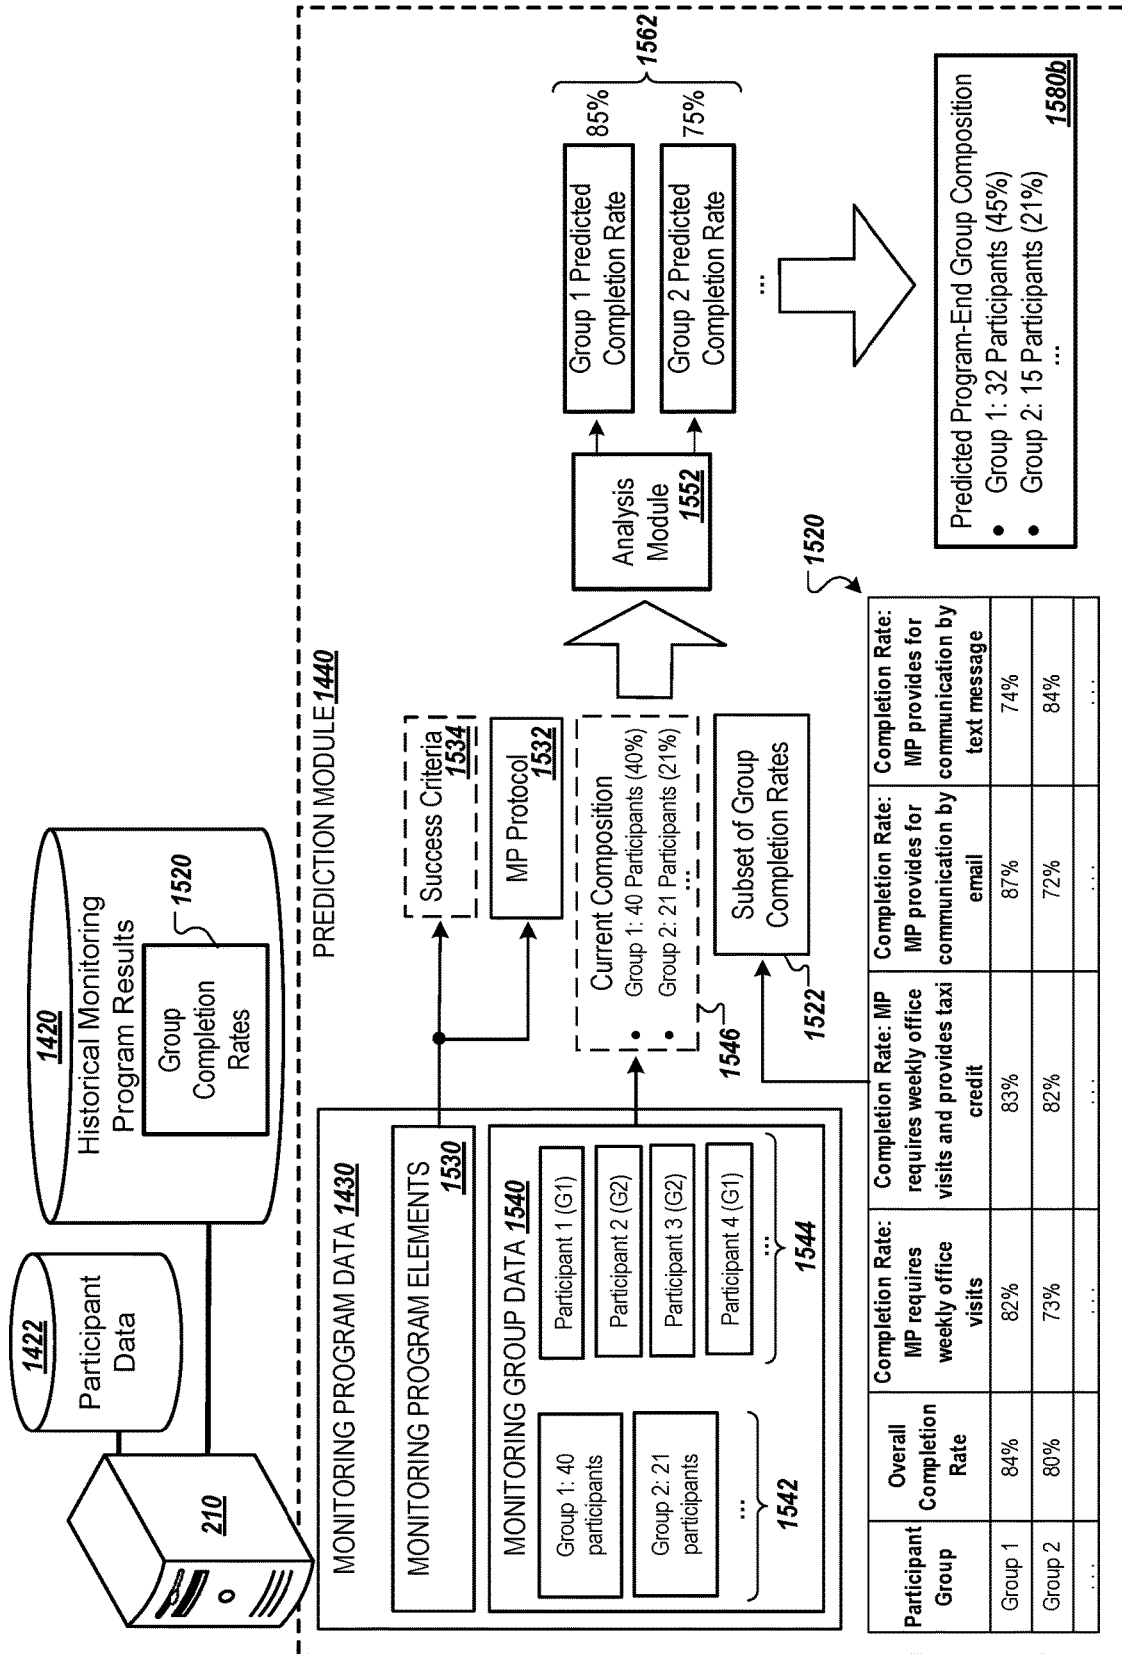 210
1422
Participant
Data
1420
Historical Monitoring
Program Results
Group
Completion
Rates
1520
PREDICTION MODULE 1440
MONITORING PROGRAM DATA 1430
MONITORING PROGRAM ELEMENTS
1530
MONITORING GROUP DATA 1540
Group 1: 40
participants
Group 2: 21
participants
...
1542
Participant 1 (G1)
Participant 2 (G2)
Participant 3 (G2)
Participant 4 (G1)
...
1544
Success Criteria
1534
MP Protocol
1532
Current Composition
• Group 1: 40 Participants (40%)
• Group 2: 21 Participants (21%)
...
1546
Subset of Group
Completion Rates
1522
Analysis
Module
1552
Group 1 Predicted
Completion Rate
85%
Group 2 Predicted
Completion Rate
75%
1562
...
Predicted Program-End Group Composition
• Group 1: 32 Participants (45%)
• Group 2: 15 Participants (21%)
...
1580b
1520
Participant
Group
Overall
Completion
Rate
Completion Rate:
MP requires
weekly office
visits
Completion Rate: MP
requires weekly office
visits and provides taxi
credit
Completion Rate:
MP provides for
communication by
email
Completion Rate:
MP provides for
communication by
text message
Group 1 84% 82% 83% 87% 74%
Group 2 80% 73% 82% 72% 84%
... ... ... ... ... ...